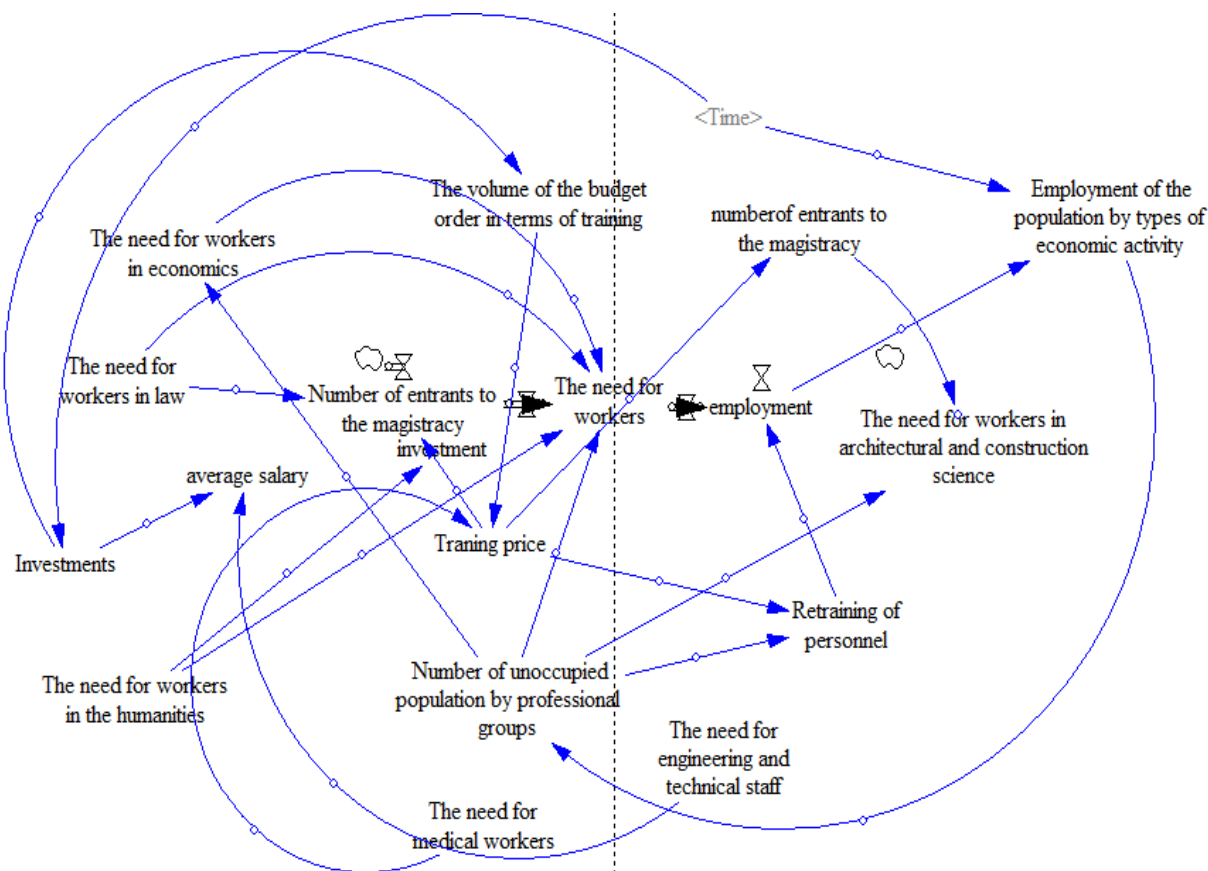 <Time>
The volume of the budget
order in terms of training
Employment of the
population by types of
economic activity
numberof entrants to
the magistracy
The need for workers
in economics
The need for
workers in law
Number of entrants to
the magistracy
investment
The need for
workers
employment
The need for workers in
architectural and construction
science
average salary
Traning price
Investments
Retraining of
personnel
The need for workers
in the humanities
Number of unoccupied
population by professional
groups
The need for
engineering and
technical staff
The need for
medical workers